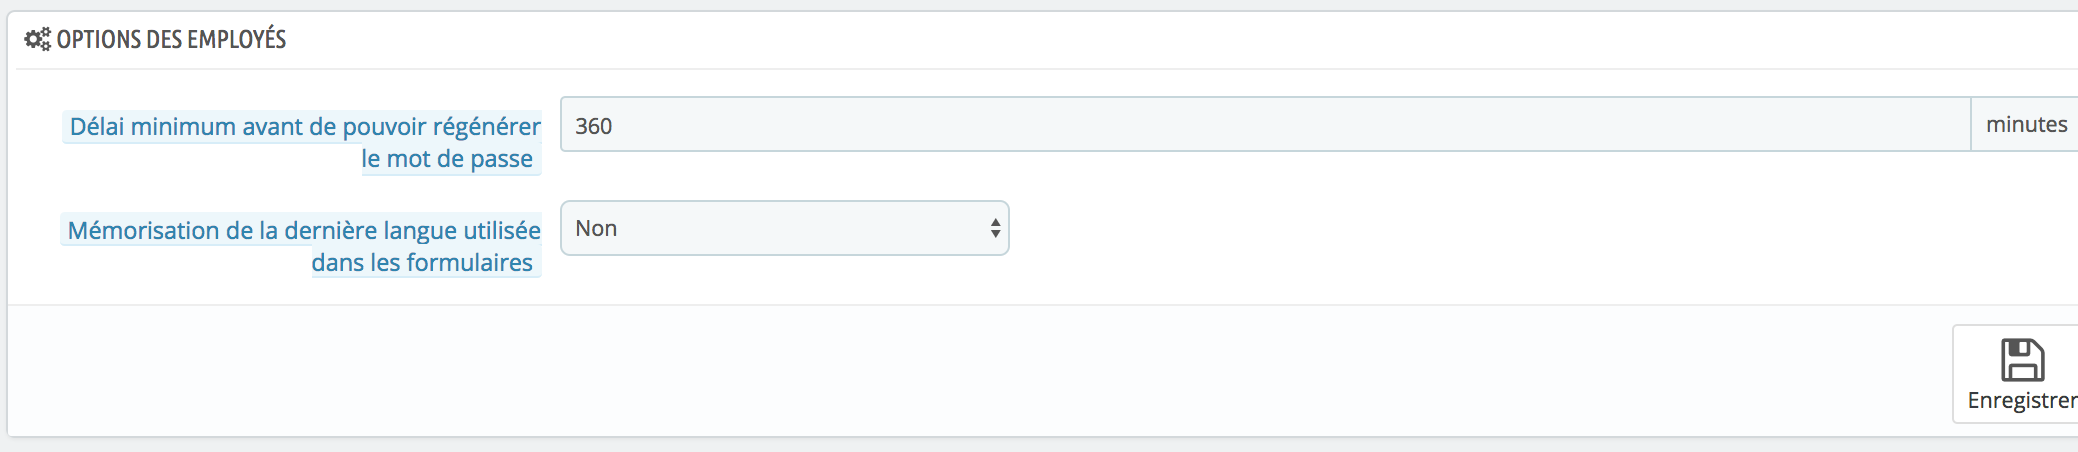 OPTIONS DES EMPLOYÉS
Délai minimum avant de pouvoir régénérer
le mot de passe
360
minutes
Mémorisation de la dernière langue utilisée
dans les formulaires
Non
Enregistrer